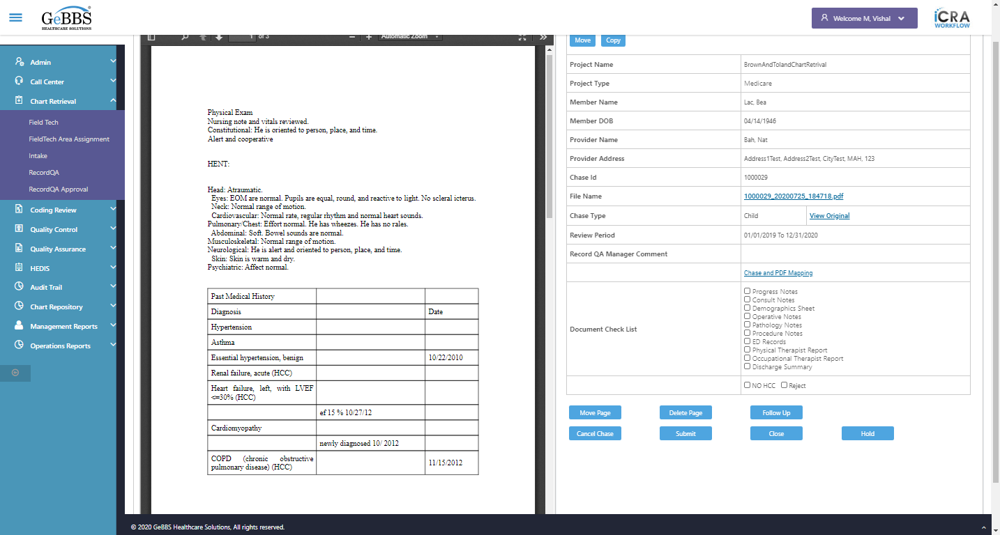 GeBBS
HEALTHCARE SOLUTIONS
Welcome M, Vishal
iCRA
WORKFLOW
Admin
Call Center
Chart Retrieval
Field Tech
FieldTech Area Assignment
Intake
RecordQA
RecordQA Approval
Coding Review
Quality Control
Quality Assurance
HEDIS
Audit Trail
Chart Repository
Management Reports
Operations Reports
1 of 3
Automatic Zoom
Physical Exam
Nursing note and vitals reviewed.
Constitutional: He is oriented to person, place, and time.
Alert and cooperative
HENT:
Head: Atraumatic.
Eyes: EOM are normal. Pupils are equal, round, and reactive to light. No scleral icterus.
Neck: Normal range of motion.
Cardiovascular: Normal rate, regular rhythm and normal heart sounds.
Pulmonary/Chest: Effort normal. He has wheezes. He has no rales.
Abdominal: Soft. Bowel sounds are normal.
Musculoskeletal: Normal range of motion.
Neurological: He is alert and oriented to person, place, and time.
Skin: Skin is warm and dry.
Psychiatric: Affect normal.
Past Medical History
Diagnosis Date
Hypertension
Asthma
Essential hypertension, benign 10/22/2010
Renal failure, acute (HCC)
Heart failure, left, with LVEF
<=30% (HCC)
ef 15 % 10/27/12
Cardiomyopathy
newly diagnosed 10/ 2012
COPD (chronic obstructive
pulmonary disease) (HCC) 11/15/2012
Move Copy
Project Name BrownAndTolandChartRetrival
Project Type Medicare
Member Name Lac, Bea
Member DOB 04/14/1946
Provider Name Bah, Nat
Provider Address Address1Test, Address2Test, CityTest, MAH, 123
Chase Id 1000029
File Name 1000029_20200725_184718.pdf
Chase Type Child View Original
Review Period 01/01/2019 To 12/31/2020
Record QA Manager Comment
Chase and PDF Mapping
Document Check List
Progress Notes
Consult Notes
Demographics Sheet
Operative Notes
Pathology Notes
Procedure Notes
ED Records
Physical Therapist Report
Occupational Therapist Report
Discharge Summary
NO HCC Reject
Move Page Delete Page Follow Up
Cancel Chase Submit Close Hold
© 2020 GeBBS Healthcare Solutions, All rights reserved.